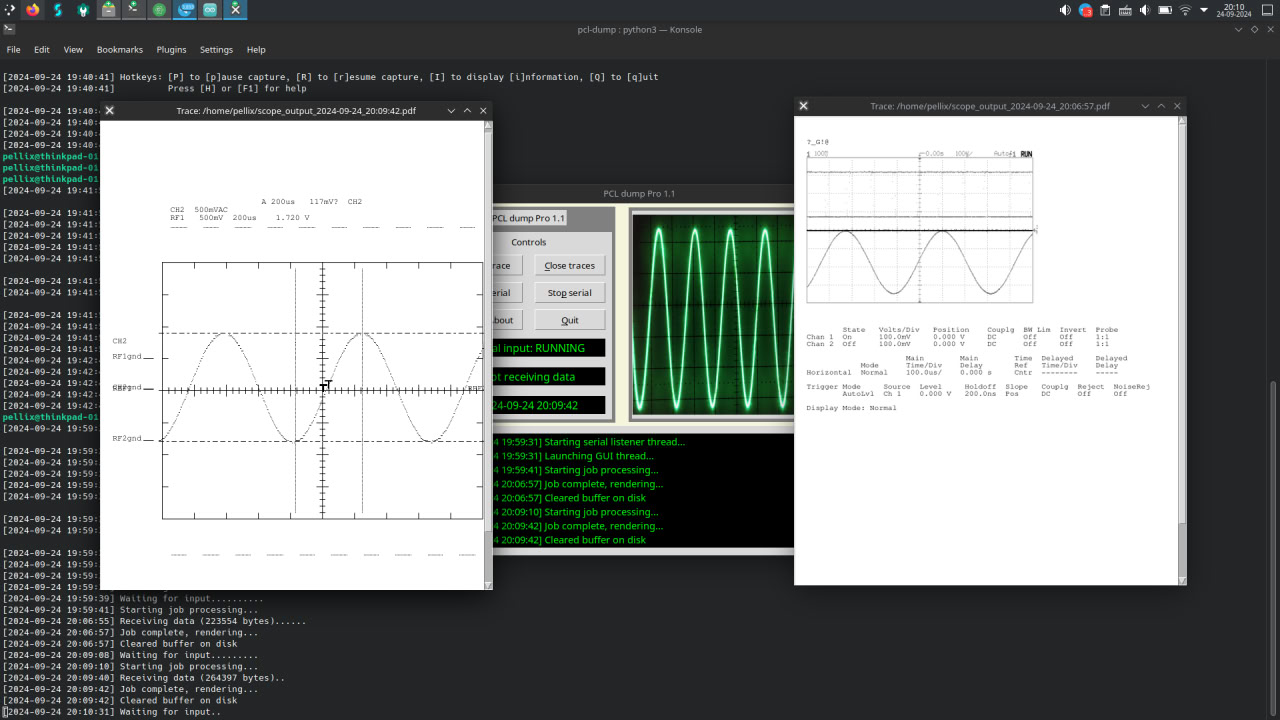 20:10
24-09-2024
pcl-dump : python3 — Konsole
File Edit View Bookmarks Plugins Settings Help
[2024-09-24 19:40:41] Hotkeys: [P] to [p]ause capture, [R] to [r]esume capture, [I] to display [i]nformation, [Q] to [q]uit
[2024-09-24 19:40:41] Press [H] or [F1] for help
[2024-09-24 19:40:
[2024-09-24 19:40:
[2024-09-24 19:40:
[2024-09-24 19:40:
pellix@thinkpad-01
pellix@thinkpad-01
pellix@thinkpad-01
[2024-09-24 19:41:
[2024-09-24 19:41:
[2024-09-24 19:41:
[2024-09-24 19:41:
[2024-09-24 19:41:
[2024-09-24 19:41:
[2024-09-24 19:41:
[2024-09-24 19:41:
[2024-09-24 19:41:
[2024-09-24 19:41:
[2024-09-24 19:41:
[2024-09-24 19:41:
[2024-09-24 19:42:
[2024-09-24 19:42:
[2024-09-24 19:42:
[2024-09-24 19:42:
[2024-09-24 19:42:
pellix@thinkpad-01
[2024-09-24 19:59:
[2024-09-24 19:59:
[2024-09-24 19:59:
[2024-09-24 19:59:
[2024-09-24 19:59:
[2024-09-24 19:59:
[2024-09-24 19:59:
[2024-09-24 19:59:
[2024-09-24 19:59:
[2024-09-24 19:59:
[2024-09-24 19:59:
[2024-09-24 19:59:
[2024-09-24 19:59:39] Waiting for input..........
[2024-09-24 19:59:41] Starting job processing...
[2024-09-24 20:06:55] Receiving data (223554 bytes)......
[2024-09-24 20:06:57] Job complete, rendering...
[2024-09-24 20:06:57] Cleared buffer on disk
[2024-09-24 20:09:08] Waiting for input.........
[2024-09-24 20:09:10] Starting job processing...
[2024-09-24 20:09:40] Receiving data (264397 bytes)..
[2024-09-24 20:09:42] Job complete, rendering...
[2024-09-24 20:09:42] Cleared buffer on disk
[2024-09-24 20:10:31] Waiting for input..
Trace: /home/pellix/scope_output_2024-09-24_20:09:42.pdf
A 200us 117mV? CH2
CH2 500mVAC
RF1 500mV 200us 1.720 V
CH2
RF1gnd
RF2gnd
T
PCL dump Pro 1.1
PCL dump Pro 1.1
Controls
race Close traces
erial Stop serial
bout Quit
al input: RUNNING
ot receiving data
24-09-24 20:09:42
4 19:59:31] Starting serial listener thread...
4 19:59:31] Launching GUI thread...
4 19:59:41] Starting job processing...
4 20:06:57] Job complete, rendering...
4 20:06:57] Cleared buffer on disk
4 20:09:10] Starting job processing...
4 20:09:42] Job complete, rendering...
4 20:09:42] Cleared buffer on disk
Trace: /home/pellix/scope_output_2024-09-24_20:06:57.pdf
?_G!@
1 0.00s RUN
State Volts/Div Position Couplg BW Lim Invert Probe
Chan 1 On 100.0mV 0.000 V DC Off Off 1:1
Chan 2 Off 100.0mV 0.000 V DC Off Off 1:1
Main Main Time Delayed Delayed
Mode Time/Div Delay Ref Time/Div Delay
Horizontal Normal 100.0us/ 0.000 s Cntr -------- -----
Trigger Mode Source Level Holdoff Slope Couplg Reject NoiseRej
AutoLvl Ch 1 0.000 V 200.0ns Pos DC Off Off
Display Mode: Normal